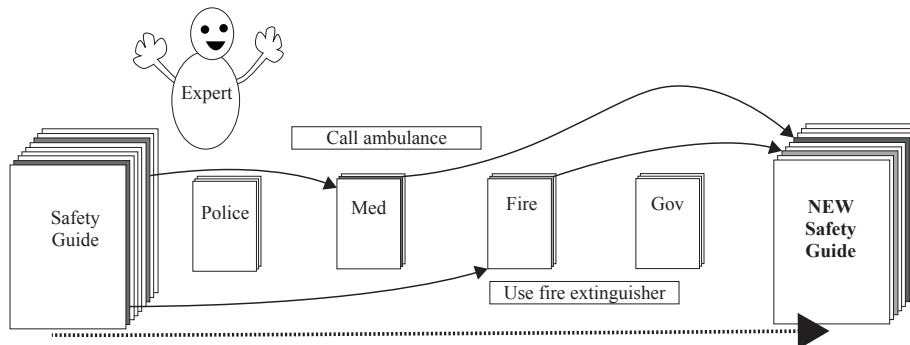 Expert
Call ambulance
Safety
Guide
Police
Med
Fire
Gov
NEW
Safety
Guide
Use fire extinguisher